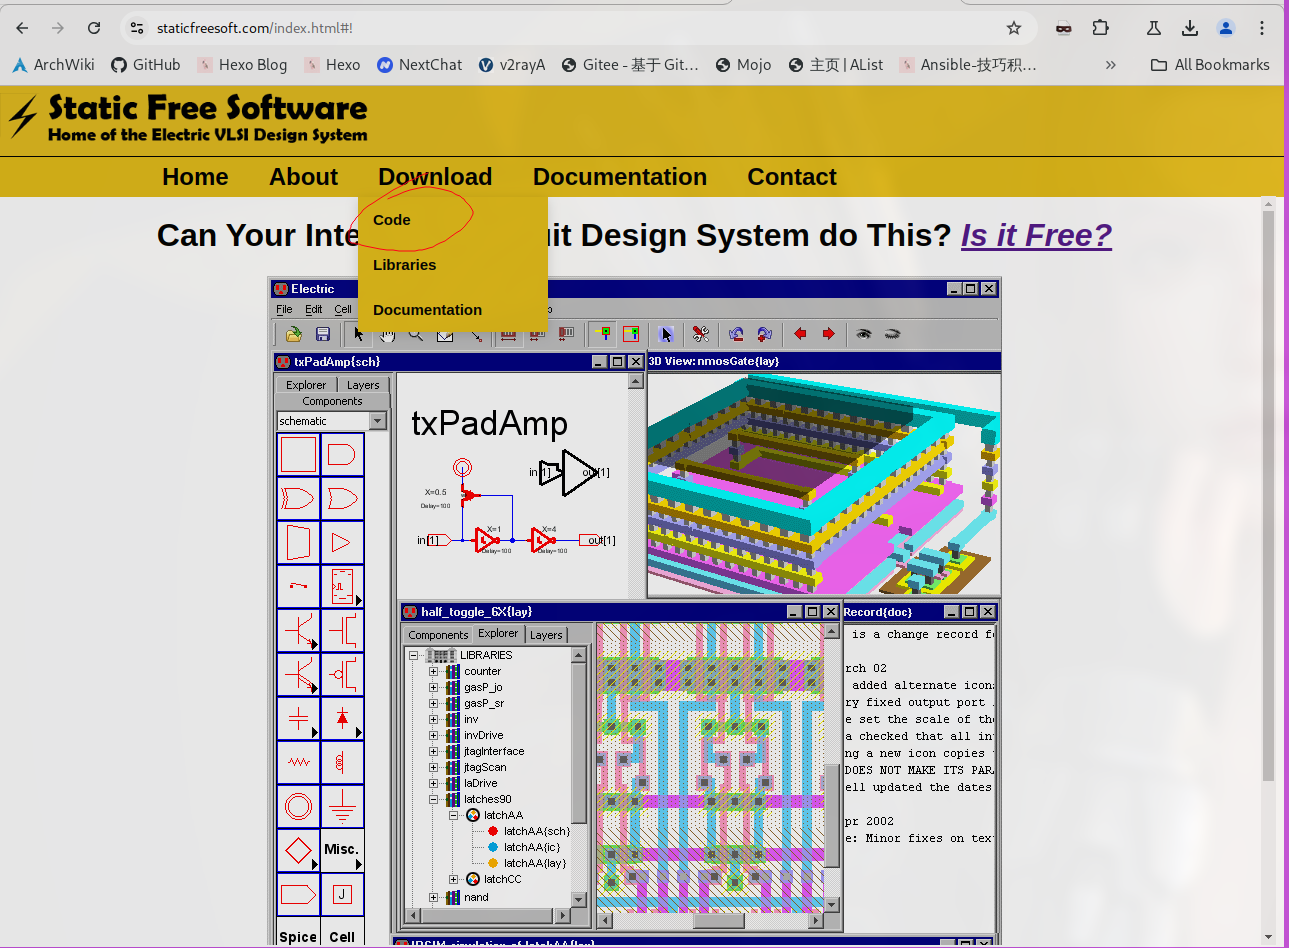 staticfreesoft.com/index.html#!
ArchWiki GitHub Hexo Blog Hexo NextChat v2rayA Gitee - 基于 Git… Mojo 主页 | AList Ansible-技巧积… » All Bookmarks
Static Free Software
Home of the Electric VLSI Design System
Home About Download Documentation Contact
Code
Libraries
Documentation
Can Your Inte uit Design System do This? Is it Free?
Electric
File Edit Cell
txPadAmp{sch}
3D View: nmosGate{lay}
Explorer Layers
Components
schematic
txPadAmp
in[1] out[1]
X=0.5
Delay=100
X=1 X=4
in[1] out[1]
Delay=100 Delay=100
half_toggle_6X{lay}
Record{doc}
Components Explorer Layers
LIBRARIES
counter
gasP_jo
gasP_sr
inv
invDrive
jtagInterface
jtagScan
laDrive
latches90
latchAA
latchAA{sch}
latchAA{ic}
latchAA{lay}
latchCC
nand
is a change record fo
rch 02
added alternate icon
ry fixed output port
e set the scale of the
a checked that all in
ng a new icon copies
DOES NOT MAKE ITS PAR
ell updated the dates
pr 2002
e: Minor fixes on tex
Misc.
J
Spice Cell
IRSIM simulation of latchAA{lay}